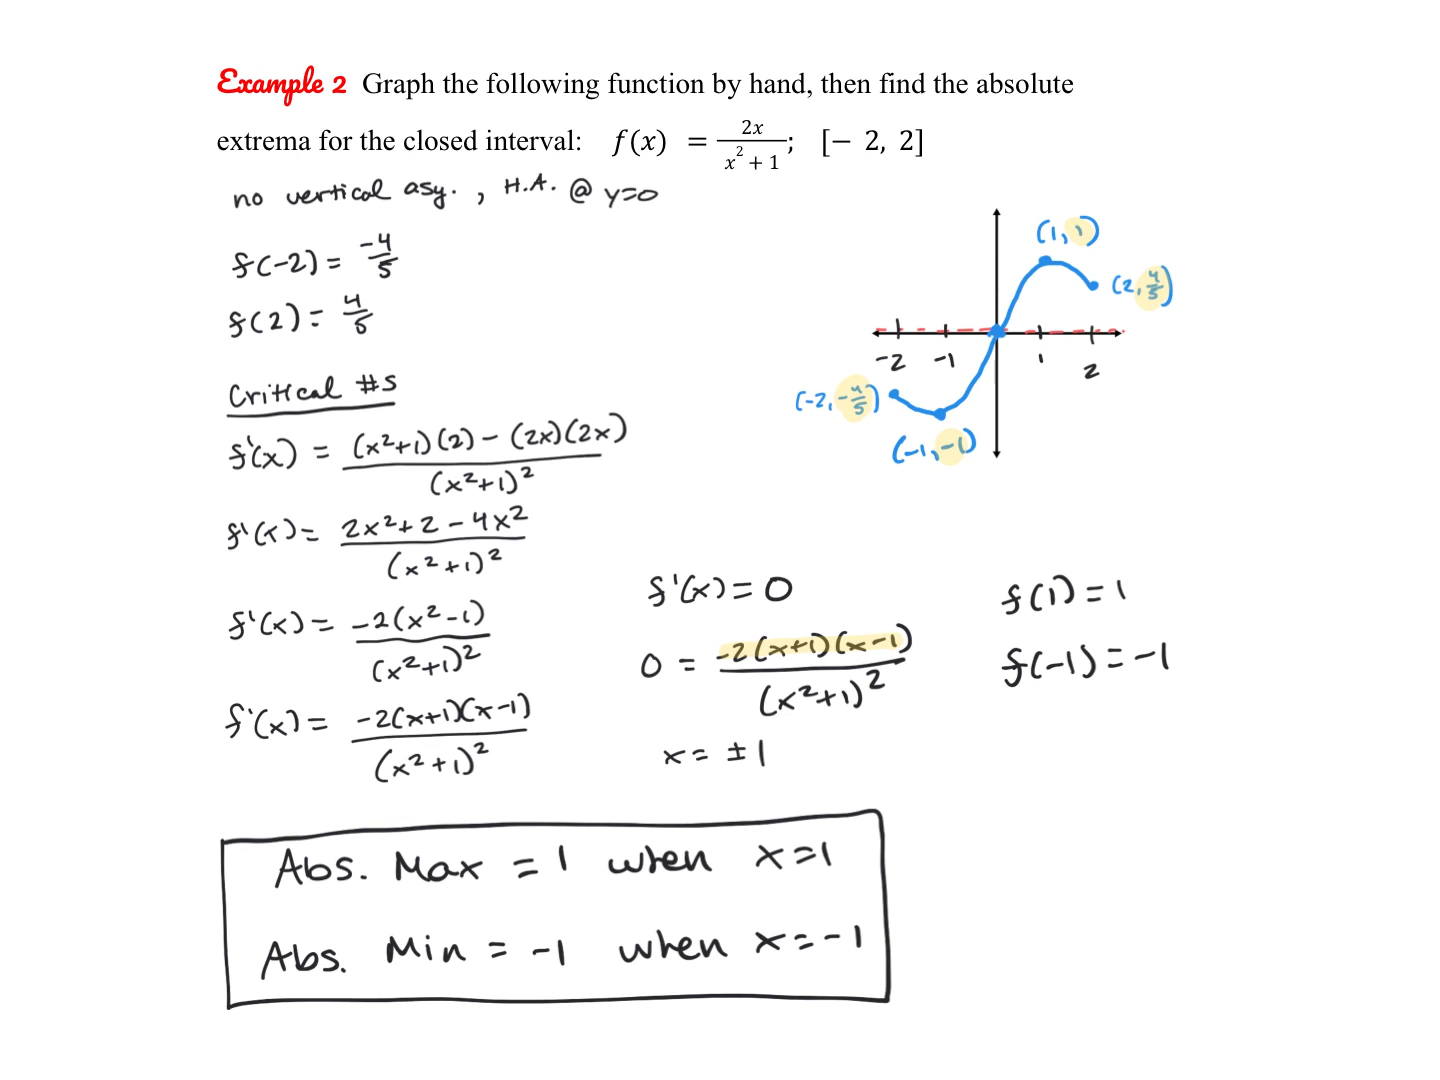 Example 2 Graph the following function by hand, then find the absolute
extrema for the closed interval: f(x) = 2x/(x² + 1); [− 2, 2]
no vertical asy., H.A. @ y=0
f(-2) = -4/5
f(2) = 4/5
(1, 1)
(2, 4/5)
-2 -1 1 2
(-2, -4/5)
(-1, -1)
Critical #s
f'(x) = (x²+1)(2) - (2x)(2x)/(x²+1)²
f'(x) = 2x²+2-4x²/(x²+1)²
f'(x) = -2(x²-1)/(x²+1)²
f'(x) = -2(x+1)(x-1)/(x²+1)²
f'(x) = 0
0 = -2(x+1)(x-1)/(x²+1)²
x = ±1
f(1) = 1
f(-1) = -1
Abs. Max = 1 when x=1
Abs. Min = -1 when x=-1